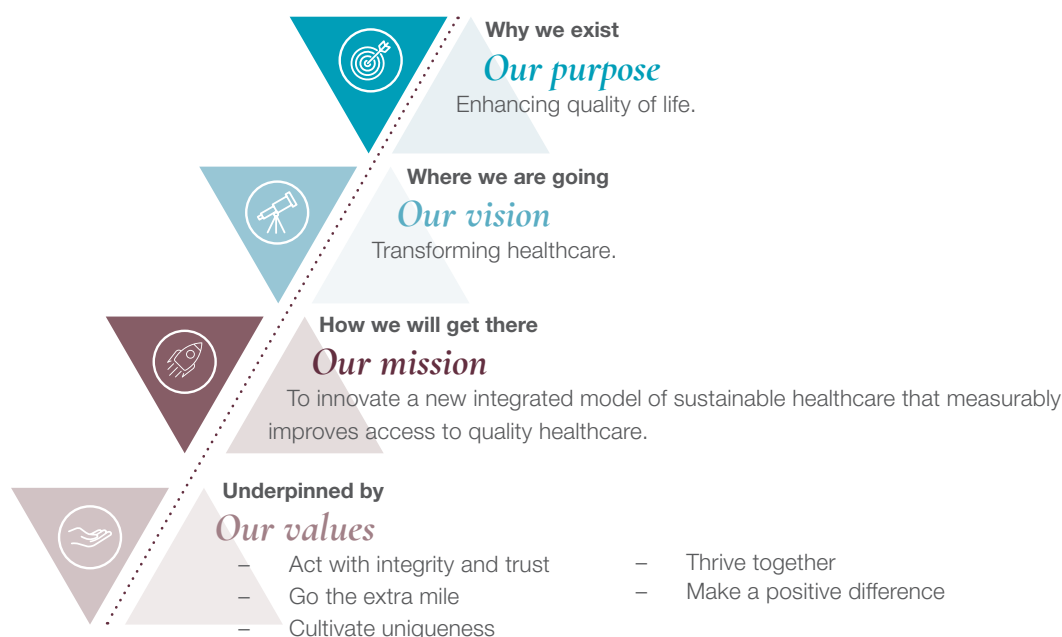 Why we exist
Our purpose
Enhancing quality of life.
Where we are going
Our vision
Transforming healthcare.
How we will get there
Our mission
To innovate a new integrated model of sustainable healthcare that measurably
improves access to quality healthcare.
Underpinned by
Our values
– Act with integrity and trust
– Go the extra mile
– Cultivate uniqueness
– Thrive together
– Make a positive difference